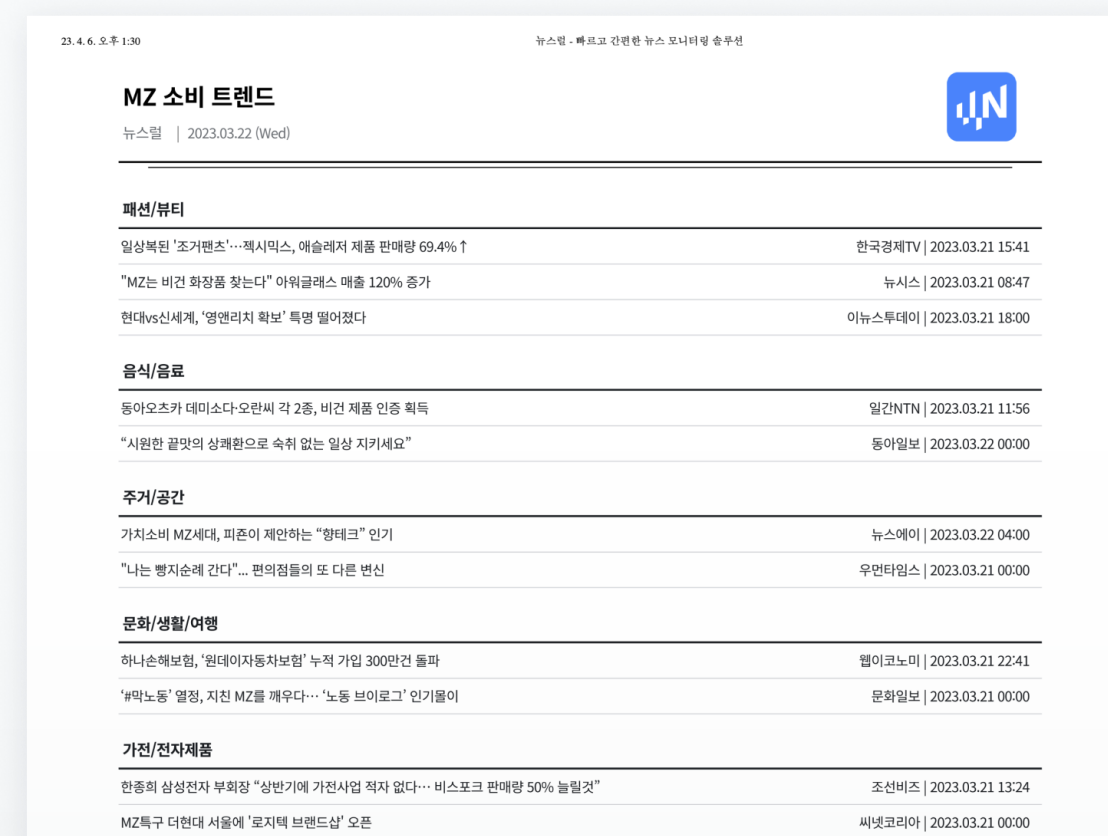 23. 4. 6. 오후 1:30 뉴스럴 - 빠르고 간편한 뉴스 모니터링 솔루션
MZ 소비 트렌드
뉴스럴 | 2023.03.22 (Wed)
패션/뷰티
일상복된 '조거팬츠'…젝시믹스, 애슬레저 제품 판매량 69.4%↑ 한국경제TV | 2023.03.21 15:41
"MZ는 비건 화장품 찾는다" 아워글래스 매출 120% 증가 뉴시스 | 2023.03.21 08:47
현대vs신세계, ‘영앤리치 확보’ 특명 떨어졌다 이뉴스투데이 | 2023.03.21 18:00
음식/음료
동아오츠카 데미소다·오란씨 각 2종, 비건 제품 인증 획득 일간NTN | 2023.03.21 11:56
“시원한 끝맛의 상쾌환으로 숙취 없는 일상 지키세요” 동아일보 | 2023.03.22 00:00
주거/공간
가치소비 MZ세대, 피죤이 제안하는 “향테크” 인기 뉴스에이 | 2023.03.22 04:00
"나는 빵지순례 간다"... 편의점들의 또 다른 변신 우먼타임스 | 2023.03.21 00:00
문화/생활/여행
하나손해보험, ‘원데이자동차보험’ 누적 가입 300만건 돌파 웹이코노미 | 2023.03.21 22:41
‘#막노동’ 열정, 지친 MZ를 깨우다… ‘노동 브이로그’ 인기몰이 문화일보 | 2023.03.21 00:00
가전/전자제품
한종희 삼성전자 부회장 “상반기에 가전사업 적자 없다… 비스포크 판매량 50% 늘릴것” 조선비즈 | 2023.03.21 13:24
MZ특구 더현대 서울에 '로지텍 브랜드샵' 오픈 씨넷코리아 | 2023.03.21 00:00